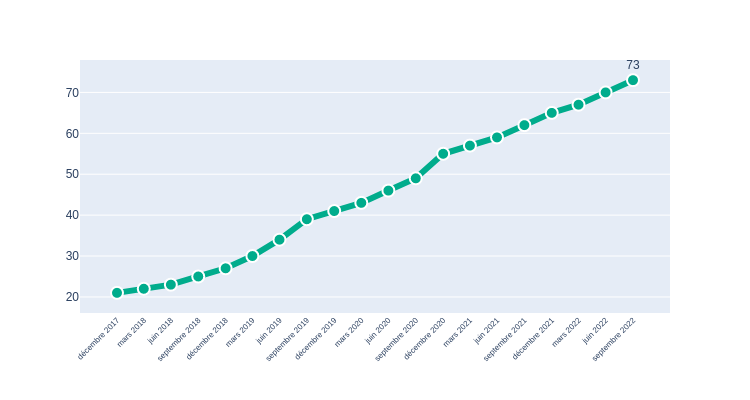 73
70
60
50
40
30
20
décembre 2017
mars 2018
juin 2018
septembre 2018
décembre 2018
mars 2019
juin 2019
septembre 2019
décembre 2019
mars 2020
juin 2020
septembre 2020
décembre 2020
mars 2021
juin 2021
septembre 2021
décembre 2021
mars 2022
juin 2022
septembre 2022